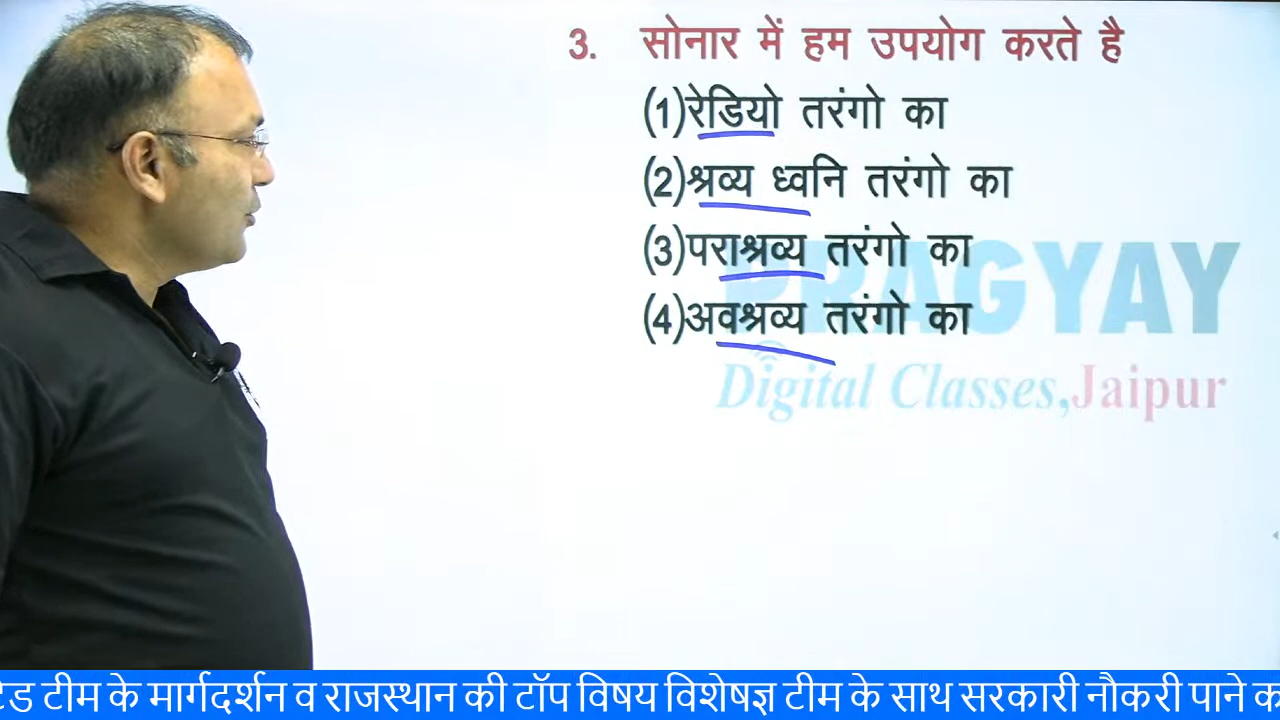 3. सोनार में हम उपयोग करते है
(1)रेडियो तरंगो का
(2)श्रव्य ध्वनि तरंगो का
(3)पराश्रव्य तरंगो का
(4)अवश्रव्य तरंगो का
PRAGYAY
Digital Classes,Jaipur
टीम के मार्गदर्शन व राजस्थान की टॉप विषय विशेषज्ञ टीम के साथ सरकारी नौकरी पाने